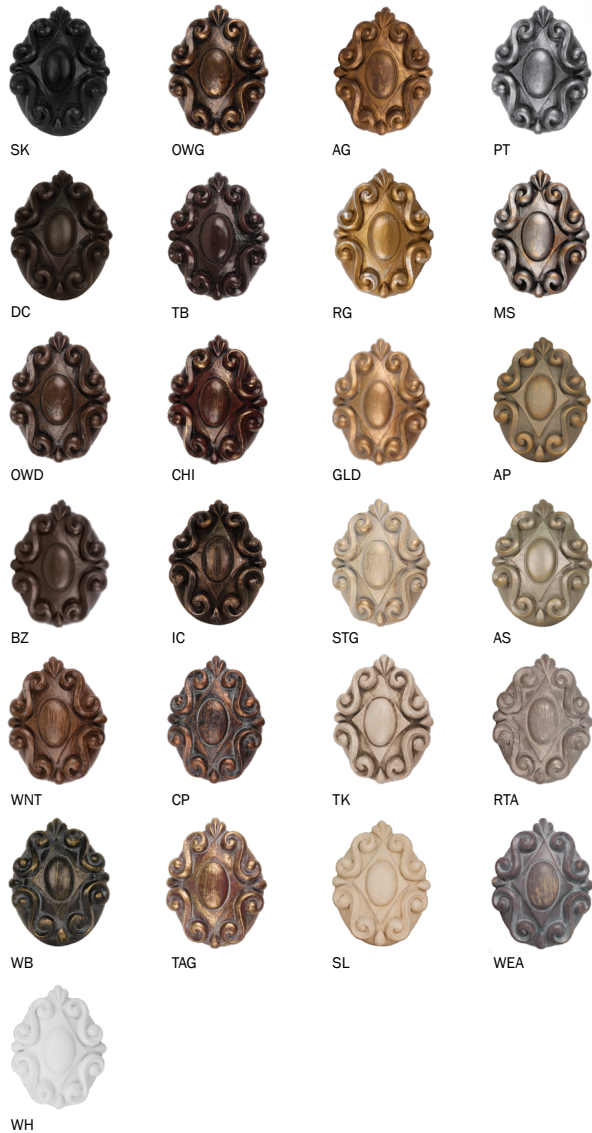 SK OWG AG PT
DC TB RG MS
OWD CHI GLD AP
BZ IC STG AS
WNT CP TK RTA
WB TAG SL WEA
WH